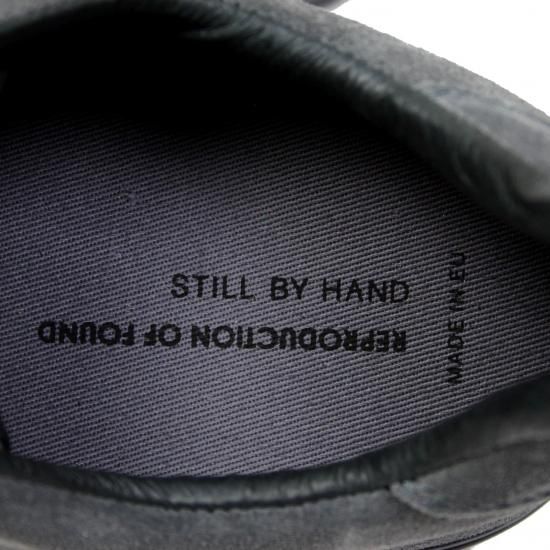 STILL BY HAND
REPRODUCTION OF FOUND
MADE IN EU